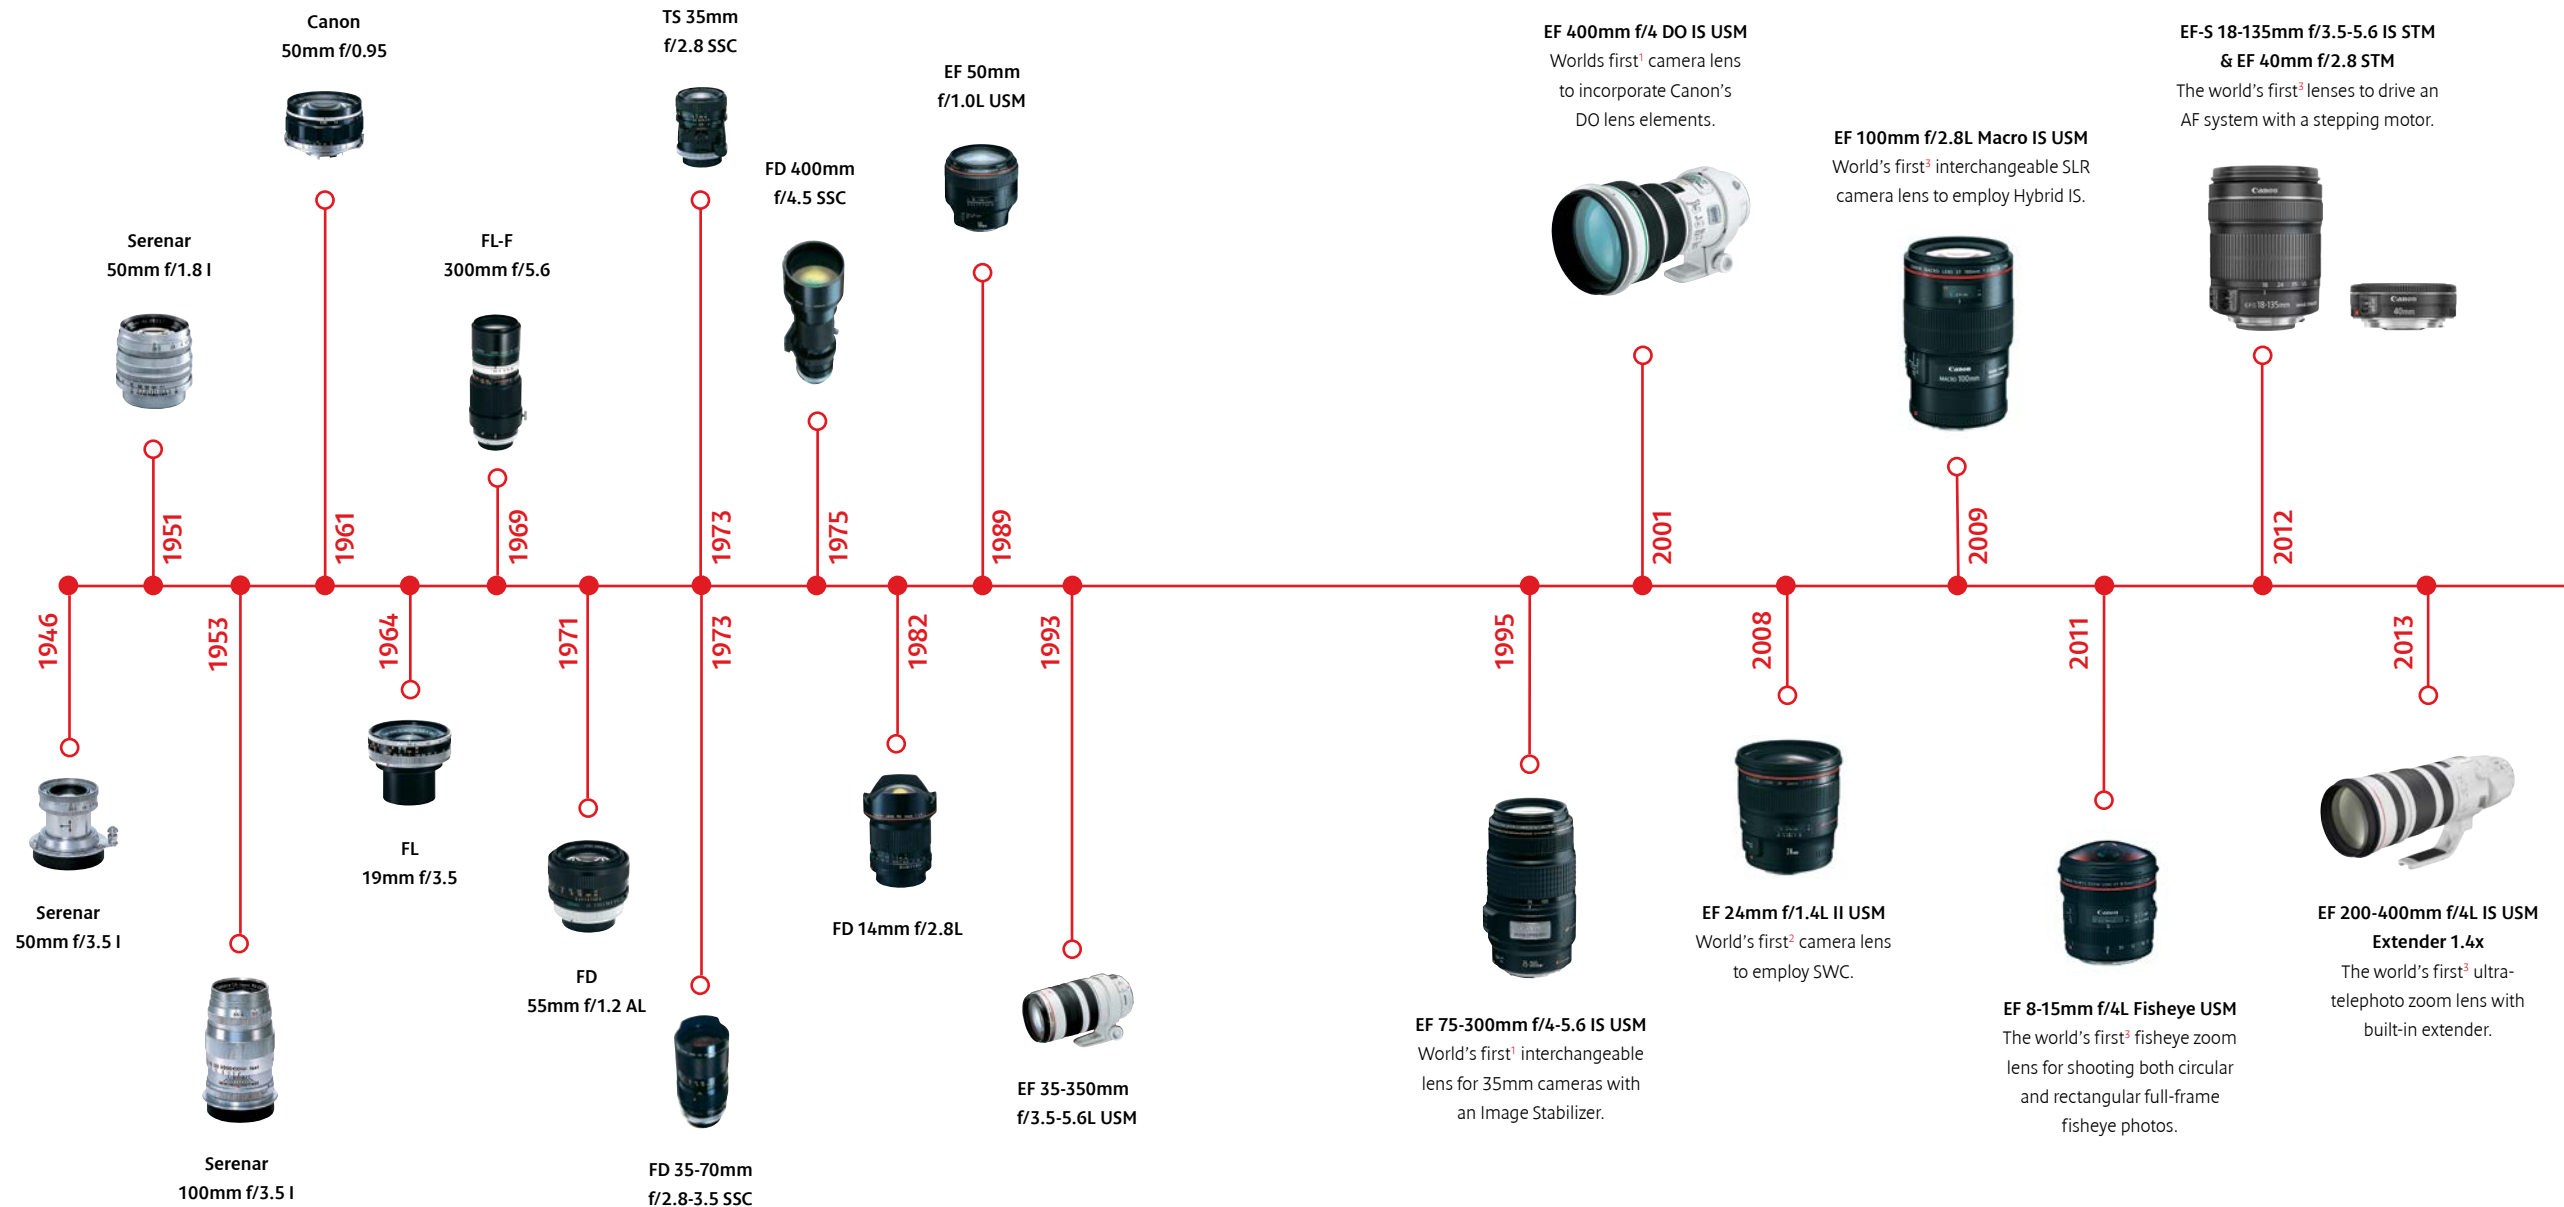 Canon
50mm f/0.95
TS 35mm
f/2.8 SSC
EF 50mm
f/1.0L USM
FD 400mm
f/4.5 SSC
Serenar
50mm f/1.8 I
FL-F
300mm f/5.6
EF 400mm f/4 DO IS USM
Worlds first1 camera lens
to incorporate Canon's
DO lens elements.
EF 100mm f/2.8L Macro IS USM
World's first3 interchangeable SLR
camera lens to employ Hybrid IS.
EF-S 18-135mm f/3.5-5.6 IS STM
& EF 40mm f/2.8 STM
The world's first3 lenses to drive an
AF system with a stepping motor.
Canon
EFS 18-135mm
Canon
40mm
Canon
MACRO 100mm
1951
1961
1969
1973
1975
1989
2001
2009
2012
1946
1953
1964
1971
1973
1982
1993
1995
2008
2011
2013
Serenar
50mm f/3.5 I
Serenar
100mm f/3.5 I
FL
19mm f/3.5
FD
55mm f/1.2 AL
FD 35-70mm
f/2.8-3.5 SSC
FD 14mm f/2.8L
EF 35-350mm
f/3.5-5.6L USM
EF 75-300mm f/4-5.6 IS USM
World's first1 interchangeable
lens for 35mm cameras with
an Image Stabilizer.
EF 24mm f/1.4L II USM
World's first2 camera lens
to employ SWC.
Canon
EF 8-15mm f/4L Fisheye USM
The world's first3 fisheye zoom
lens for shooting both circular
and rectangular full-frame
fisheye photos.
EF 200-400mm f/4L IS USM
Extender 1.4x
The world's first3 ultra-
telephoto zoom lens with
built-in extender.